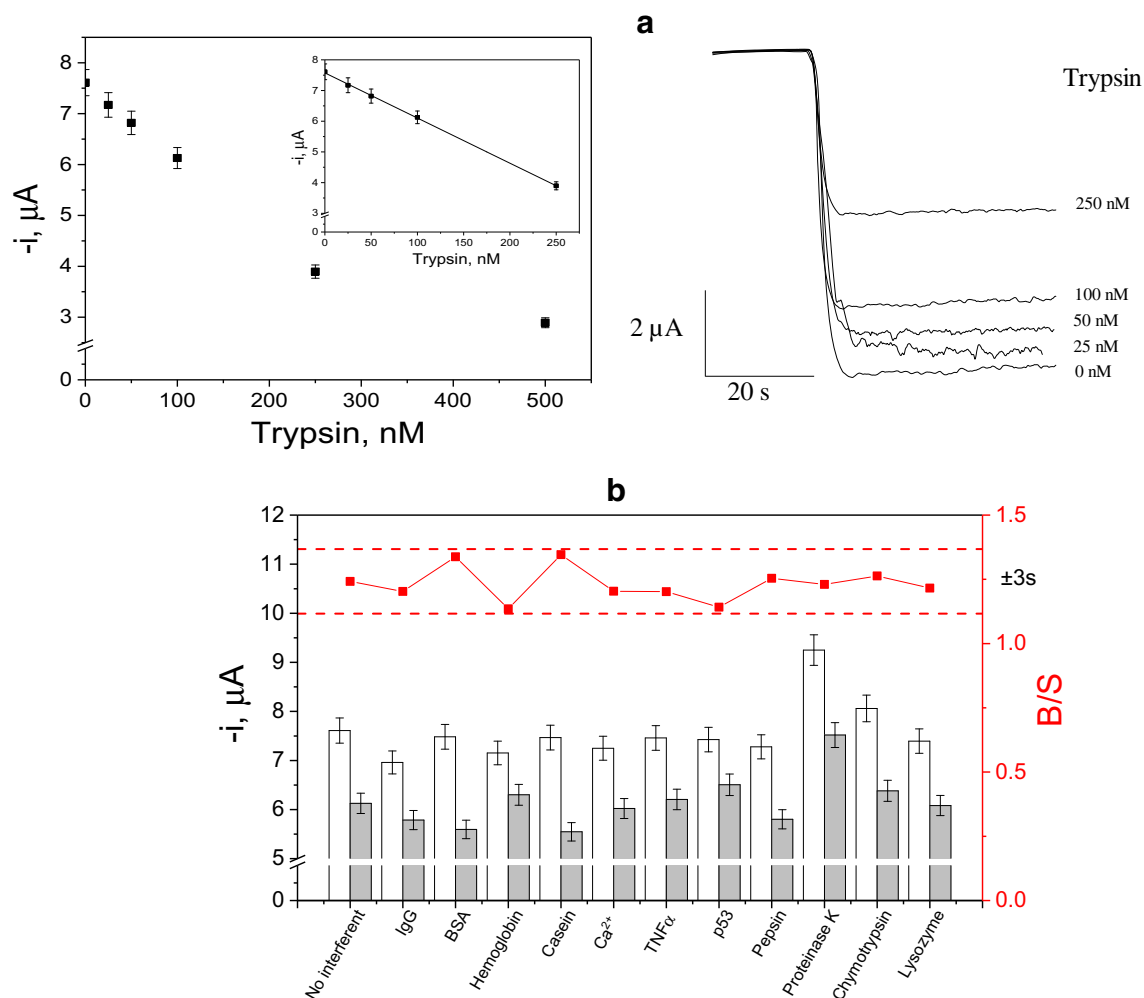 a
8
7
6
5
4
3
0
-i, µA
0 100 200 300 400 500
Trypsin, nM
8
7
6
5
4
3
0
-i, µA
0 50 100 150 200 250
Trypsin, nM
Trypsin
250 nM
100 nM
50 nM
25 nM
0 nM
2 µA
20 s
b
12
11
10
9
8
7
6
5
0
-i, µA
1.5
1.0
0.5
0.0
B/S
±3s
No interferent
IgG
BSA
Hemoglobin
Casein
Ca²⁺
TNFα
p53
Pepsin
Proteinase K
Chymotrypsin
Lysozyme